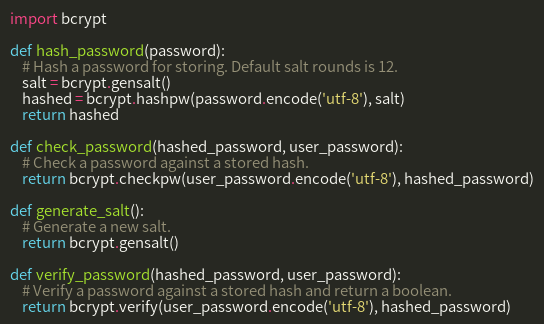 import bcrypt

def hash_password(password):
    # Hash a password for storing. Default salt rounds is 12.
    salt = bcrypt.gensalt()
    hashed = bcrypt.hashpw(password.encode('utf-8'), salt)
    return hashed

def check_password(hashed_password, user_password):
    # Check a password against a stored hash.
    return bcrypt.checkpw(user_password.encode('utf-8'), hashed_password)

def generate_salt():
    # Generate a new salt.
    return bcrypt.gensalt()

def verify_password(hashed_password, user_password):
    # Verify a password against a stored hash and return a boolean.
    return bcrypt.verify(user_password.encode('utf-8'), hashed_password)